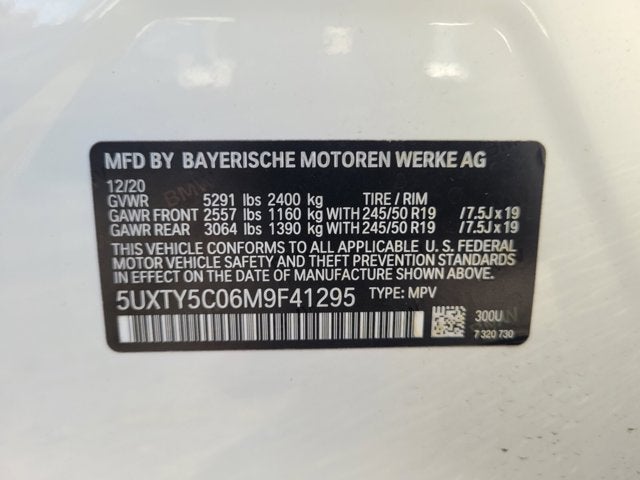 MFD BY BAYERISCHE MOTOREN WERKE AG
12/20
GVWR 5291 lbs 2400 kg TIRE / RIM
GAWR FRONT 2557 lbs 1160 kg WITH 245/50 R19 /7.5J x 19
GAWR REAR 3064 lbs 1390 kg WITH 245/50 R19 /7.5J x 19
THIS VEHICLE CONFORMS TO ALL APPLICABLE U. S. FEDERAL
MOTOR VEHICLE SAFETY AND THEFT PREVENTION STANDARDS
IN EFFECT ON THE DATE OF MANUFACTURE SHOWN ABOVE.
5UXTY5C06M9F41295 TYPE: MPV
300U
7 320 730